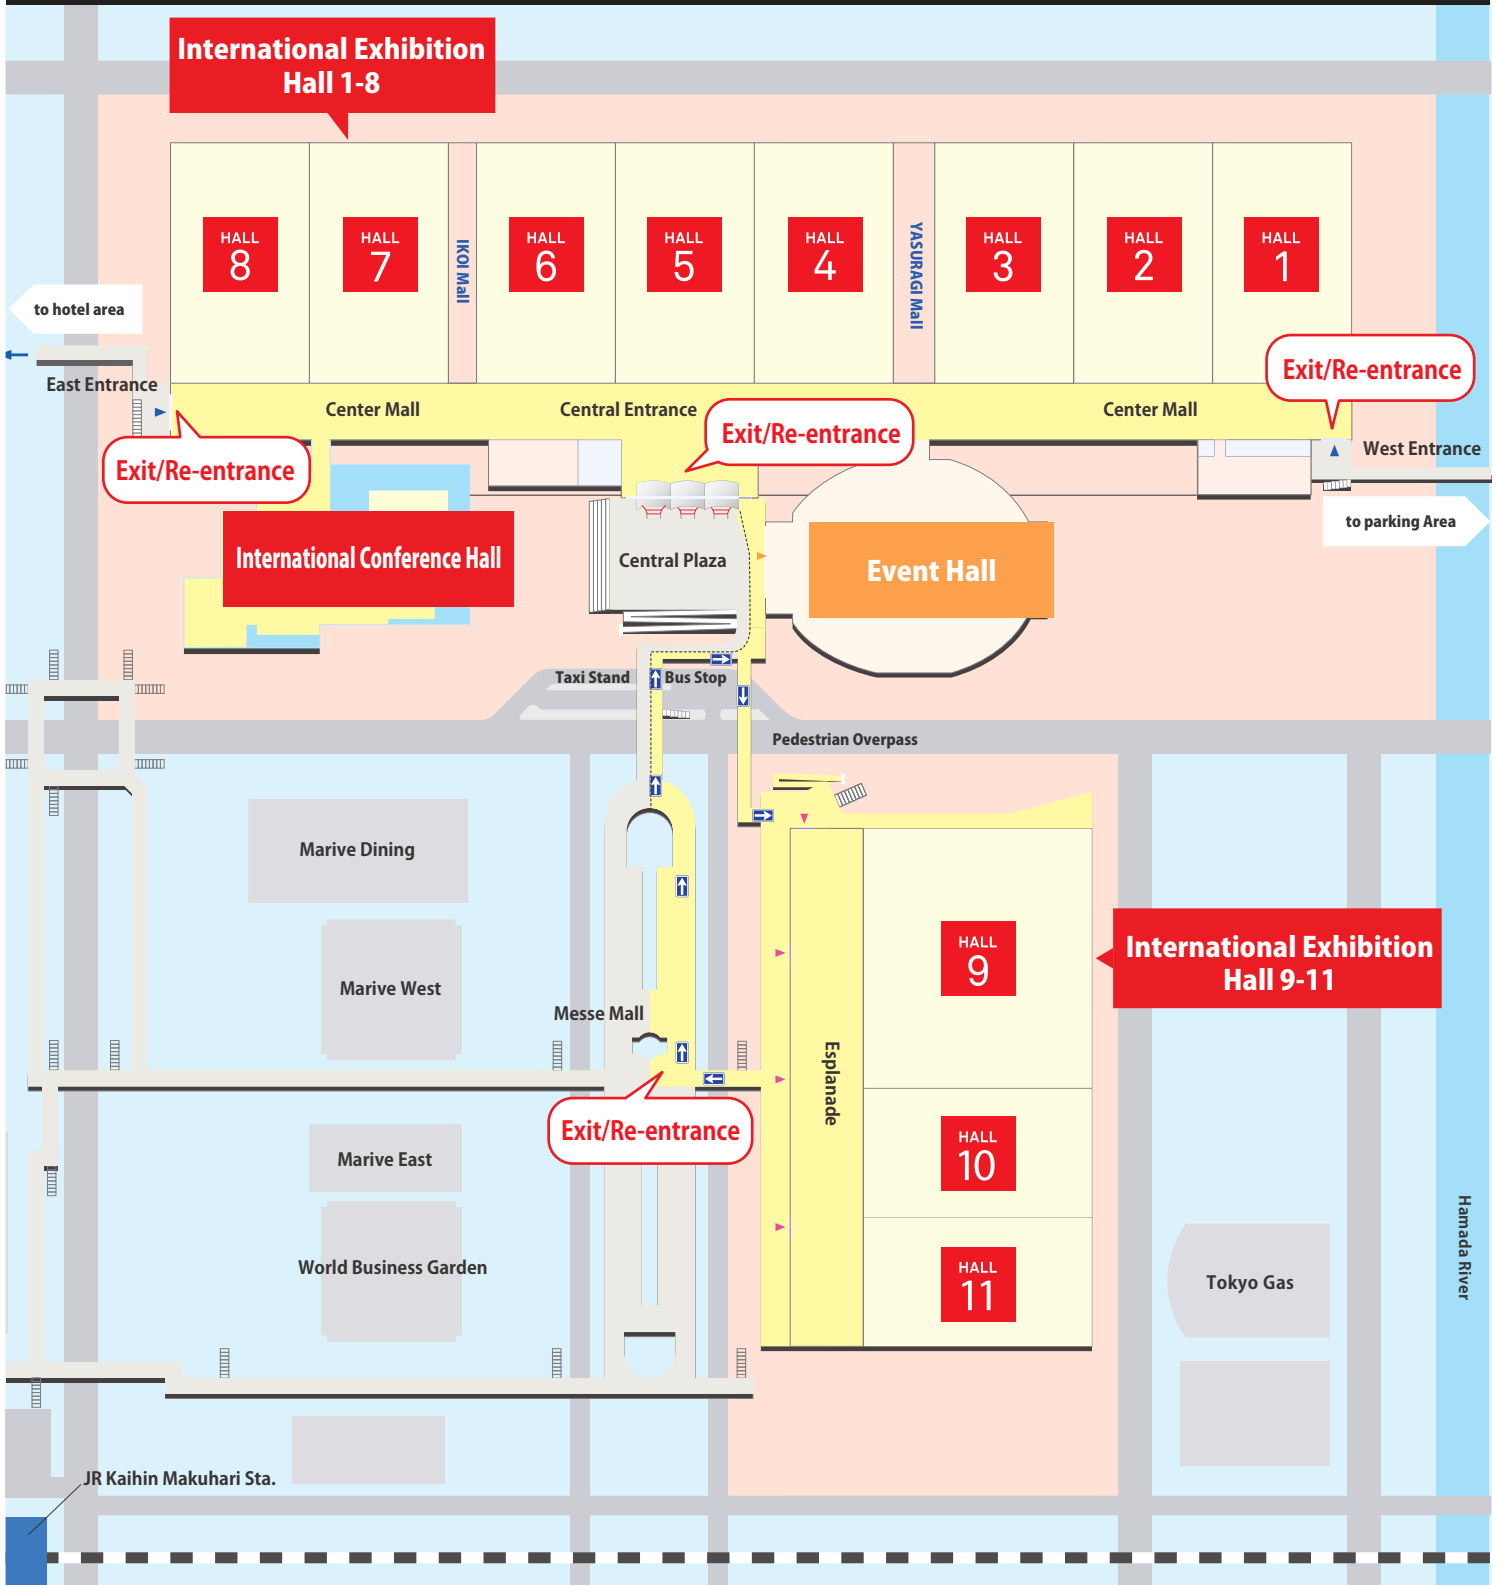 International Exhibition
Hall 1-8
HALL
8
HALL
7
IKOI Mall
HALL
6
HALL
5
HALL
4
YASURAGI Mall
HALL
3
HALL
2
HALL
1
to hotel area
East Entrance
Center Mall
Central Entrance
Center Mall
Exit/Re-entrance
Exit/Re-entrance
Exit/Re-entrance
West Entrance
to parking Area
International Conference Hall
Central Plaza
Event Hall
Taxi Stand
Bus Stop
Pedestrian Overpass
Marive Dining
Marive West
Messe Mall
HALL
9
International Exhibition
Hall 9-11
Esplanade
Exit/Re-entrance
Marive East
HALL
10
World Business Garden
HALL
11
Tokyo Gas
Hamada River
JR Kaihin Makuhari Sta.